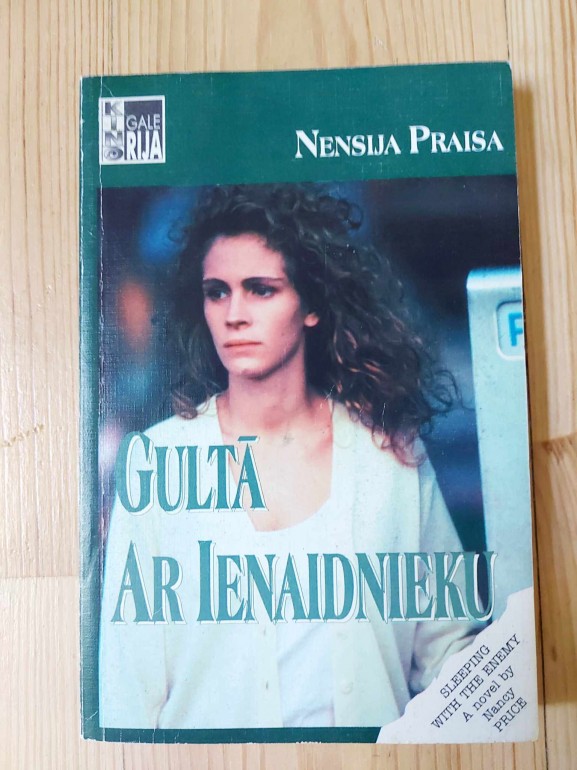 KINO
GALE
RIJA
NENSIJA PRAISA
P
GULTĀ
AR IENAIDNIEKU
SLEEPING
WITH THE ENEMY
A novel by
Nancy
PRICE